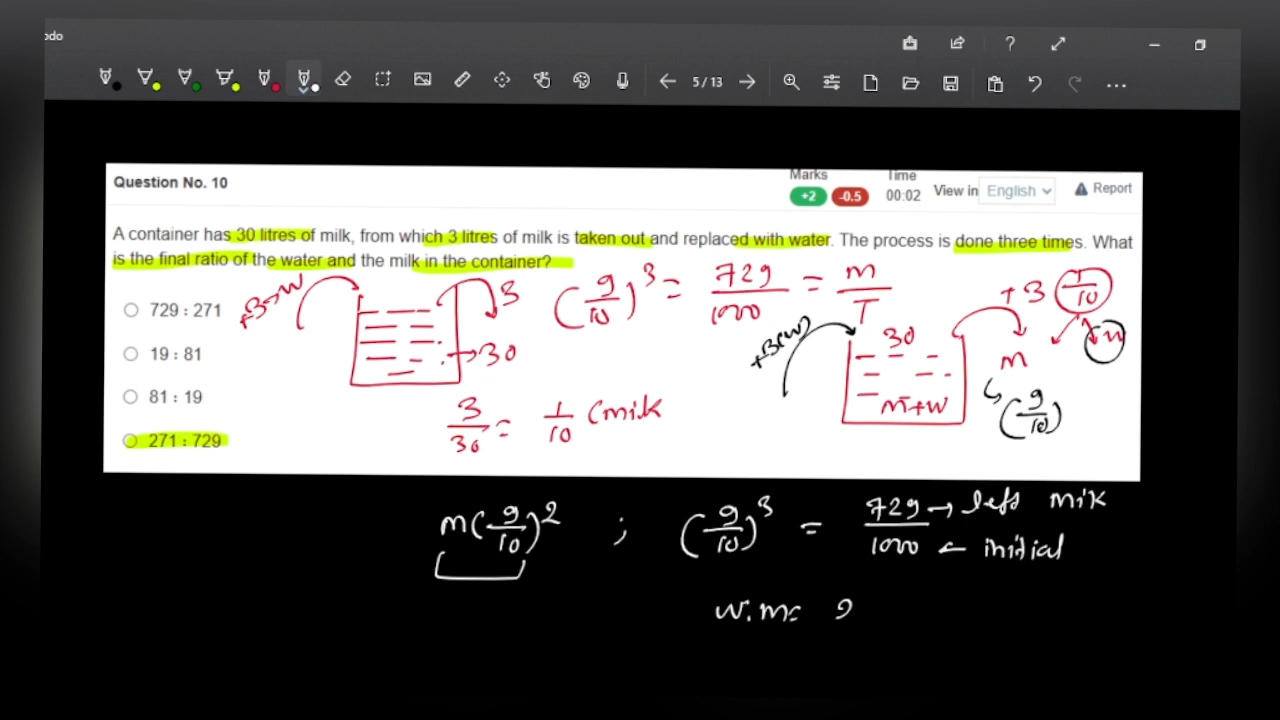 odo
5/13
Question No. 10
Marks
+2 -0.5
Time
00:02
View in English
Report
A container has 30 litres of milk, from which 3 litres of milk is taken out and replaced with water. The process is done three times. What
is the final ratio of the water and the milk in the container?
729 : 271
19 : 81
81 : 19
271 : 729
+3→W
3
→30
(9/10)³ = 729/1000 = m/T
3/30 = 1/10 (milk
+3(w)
30
m+w
+3 (1/10)
m
w
(9/10)
m(9/10)² ; (9/10)³ = 729/1000
→ left milk
← initial
w:m=